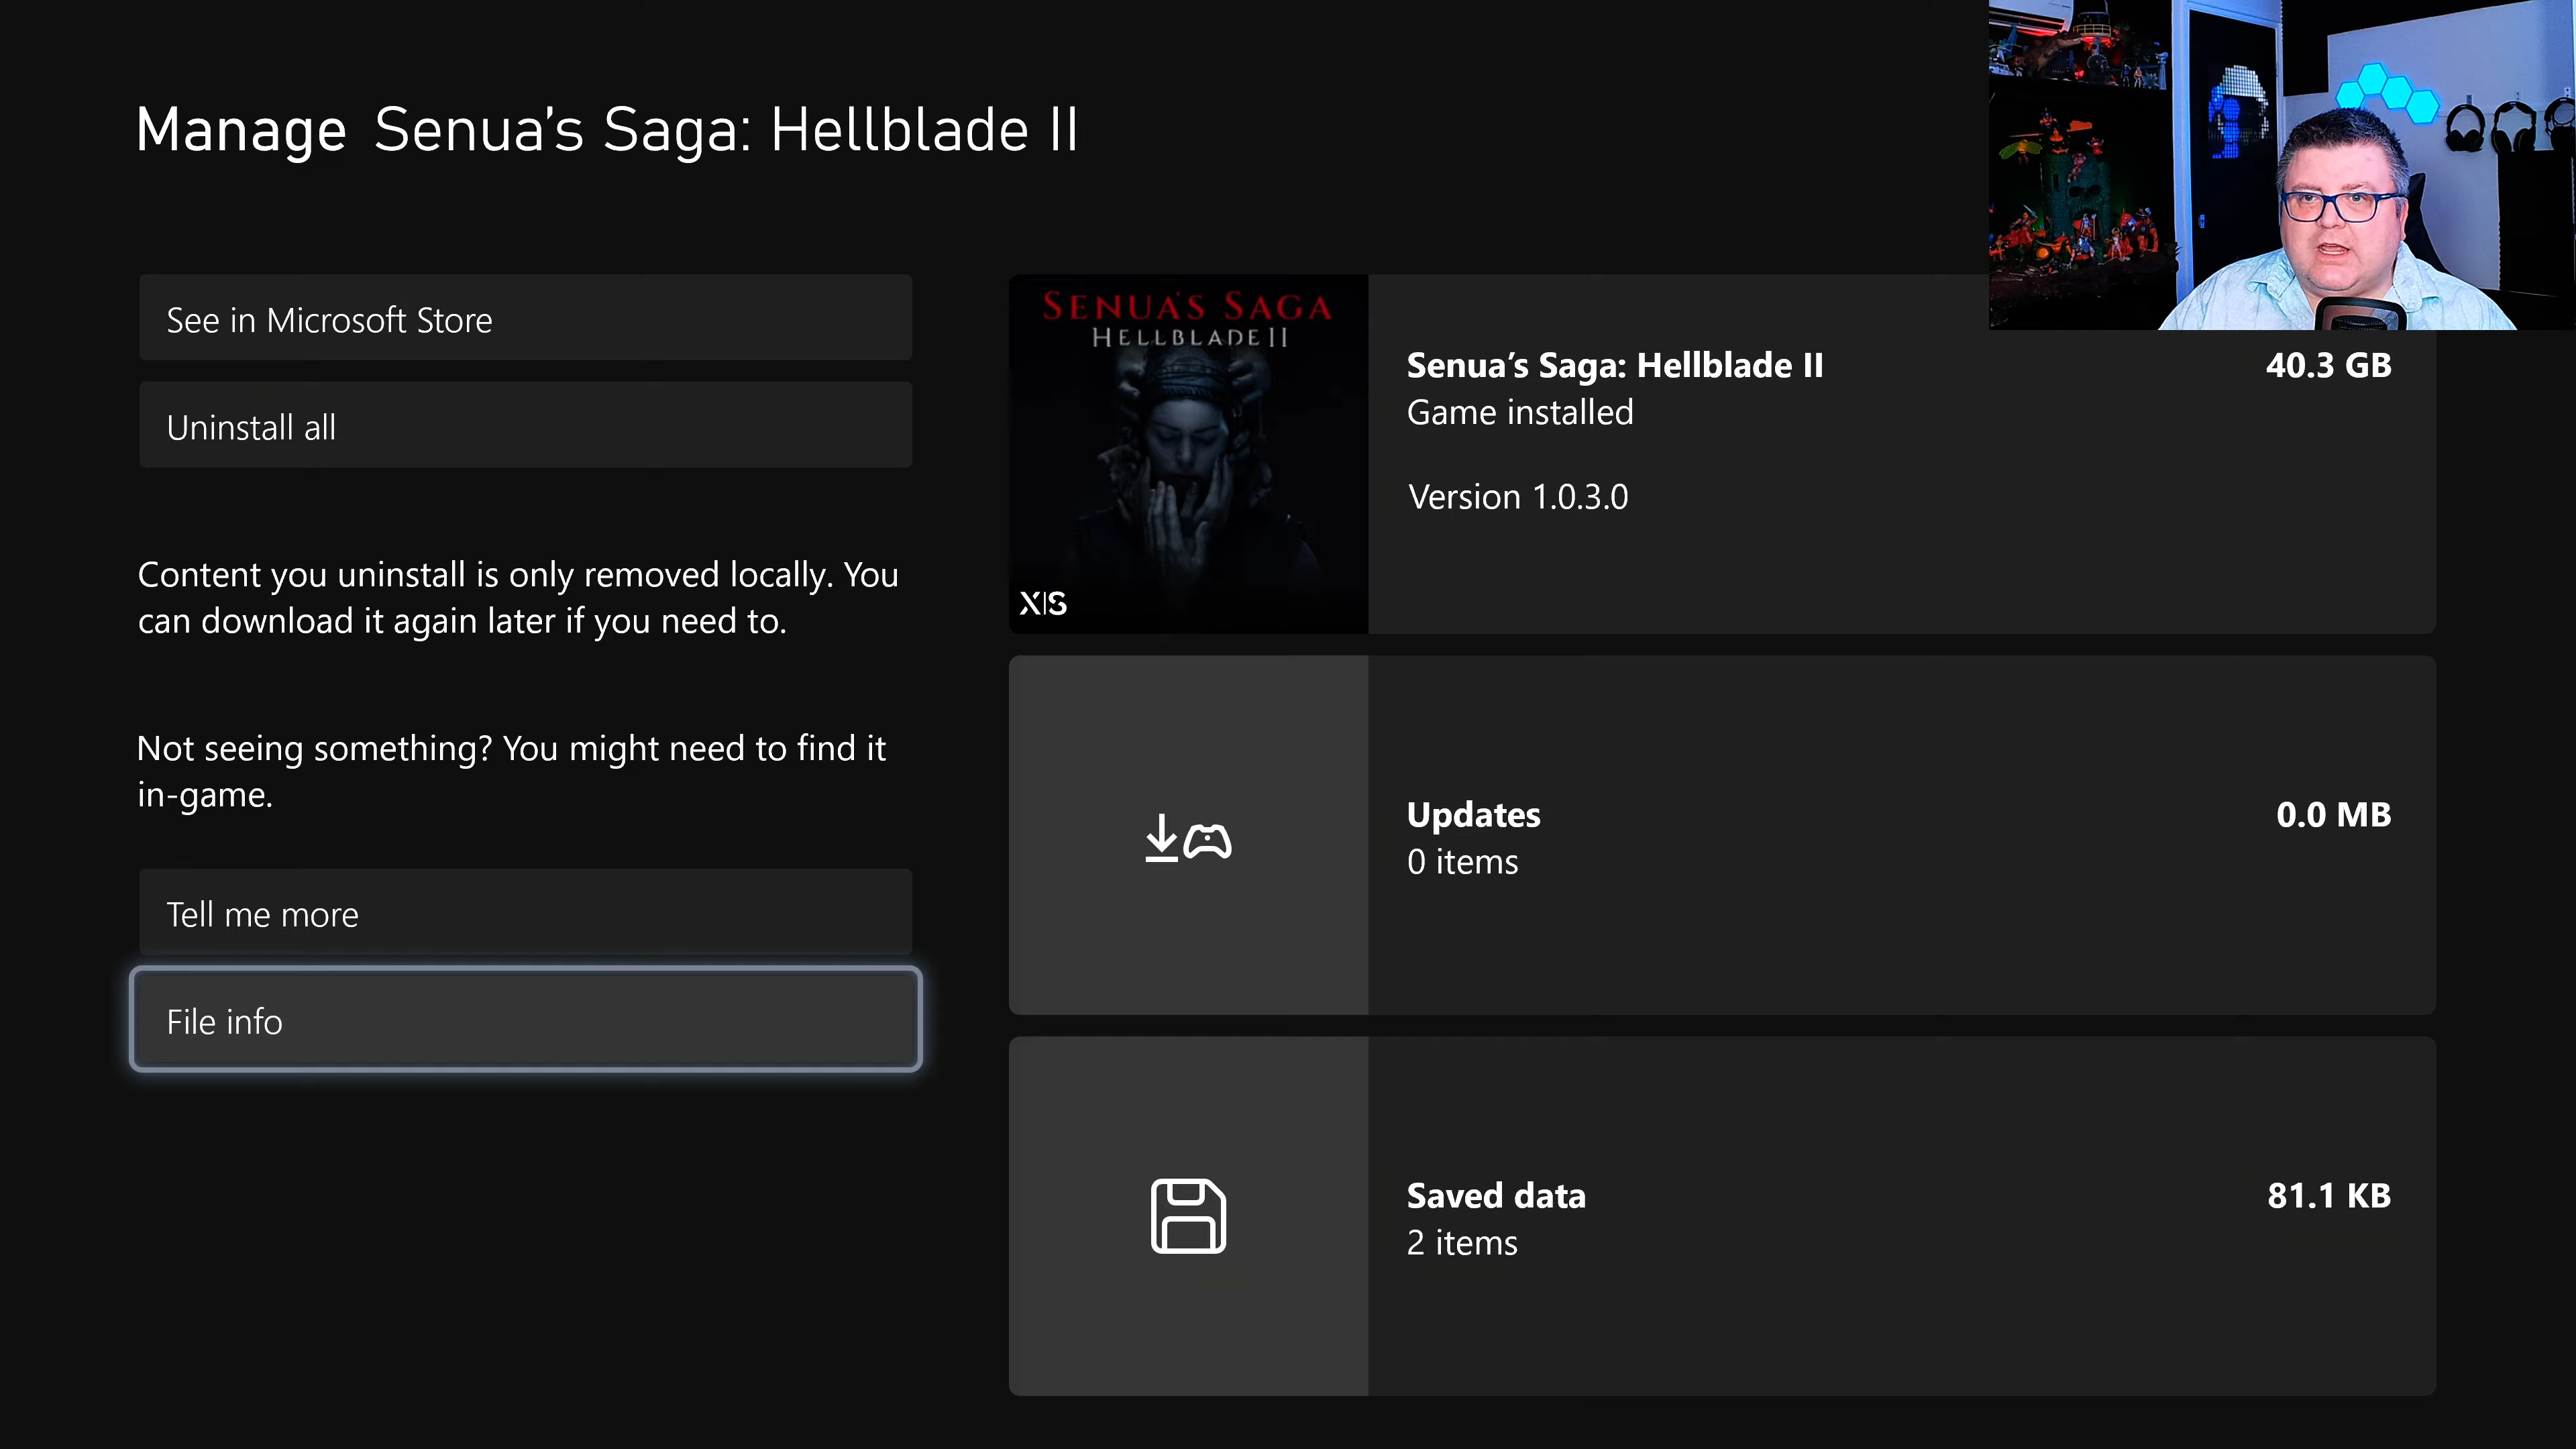 Manage Senua's Saga: Hellblade II
See in Microsoft Store
Uninstall all
Content you uninstall is only removed locally. You
can download it again later if you need to.
Not seeing something? You might need to find it
in-game.
Tell me more
File info
SENUA'S SAGA
HELLBLADE II
X|S
Senua's Saga: Hellblade II
40.3 GB
Game installed
Version 1.0.3.0
Updates
0.0 MB
0 items
Saved data
81.1 KB
2 items